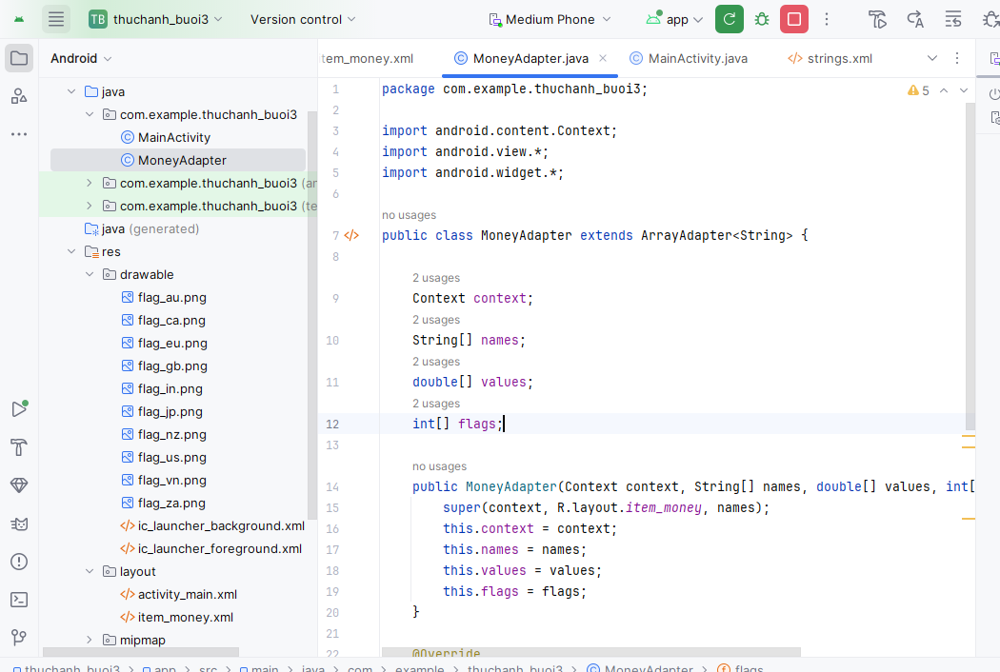 TB thuchanh_buoi3 Version control Medium Phone app
Android
item_money.xml MoneyAdapter.java MainActivity.java strings.xml
java
com.example.thuchanh_buoi3
MainActivity
MoneyAdapter
com.example.thuchanh_buoi3 (an
com.example.thuchanh_buoi3 (te
java (generated)
res
drawable
flag_au.png
flag_ca.png
flag_eu.png
flag_gb.png
flag_in.png
flag_jp.png
flag_nz.png
flag_us.png
flag_vn.png
flag_za.png
ic_launcher_background.xml
ic_launcher_foreground.xml
layout
activity_main.xml
item_money.xml
mipmap
5
1 package com.example.thuchanh_buoi3;
2
3 import android.content.Context;
4 import android.view.*;
5 import android.widget.*;
6
no usages
7 public class MoneyAdapter extends ArrayAdapter<String> {
8
2 usages
9 Context context;
2 usages
10 String[] names;
2 usages
11 double[] values;
2 usages
12 int[] flags;
13
no usages
14 public MoneyAdapter(Context context, String[] names, double[] values, int[
15 super(context, R.layout.item_money, names);
16 this.context = context;
17 this.names = names;
18 this.values = values;
19 this.flags = flags;
20 }
21
22 @Override
thuchanh_buoi3 > app > src > main > java > com > example > thuchanh_buoi3 > MoneyAdapter > flags